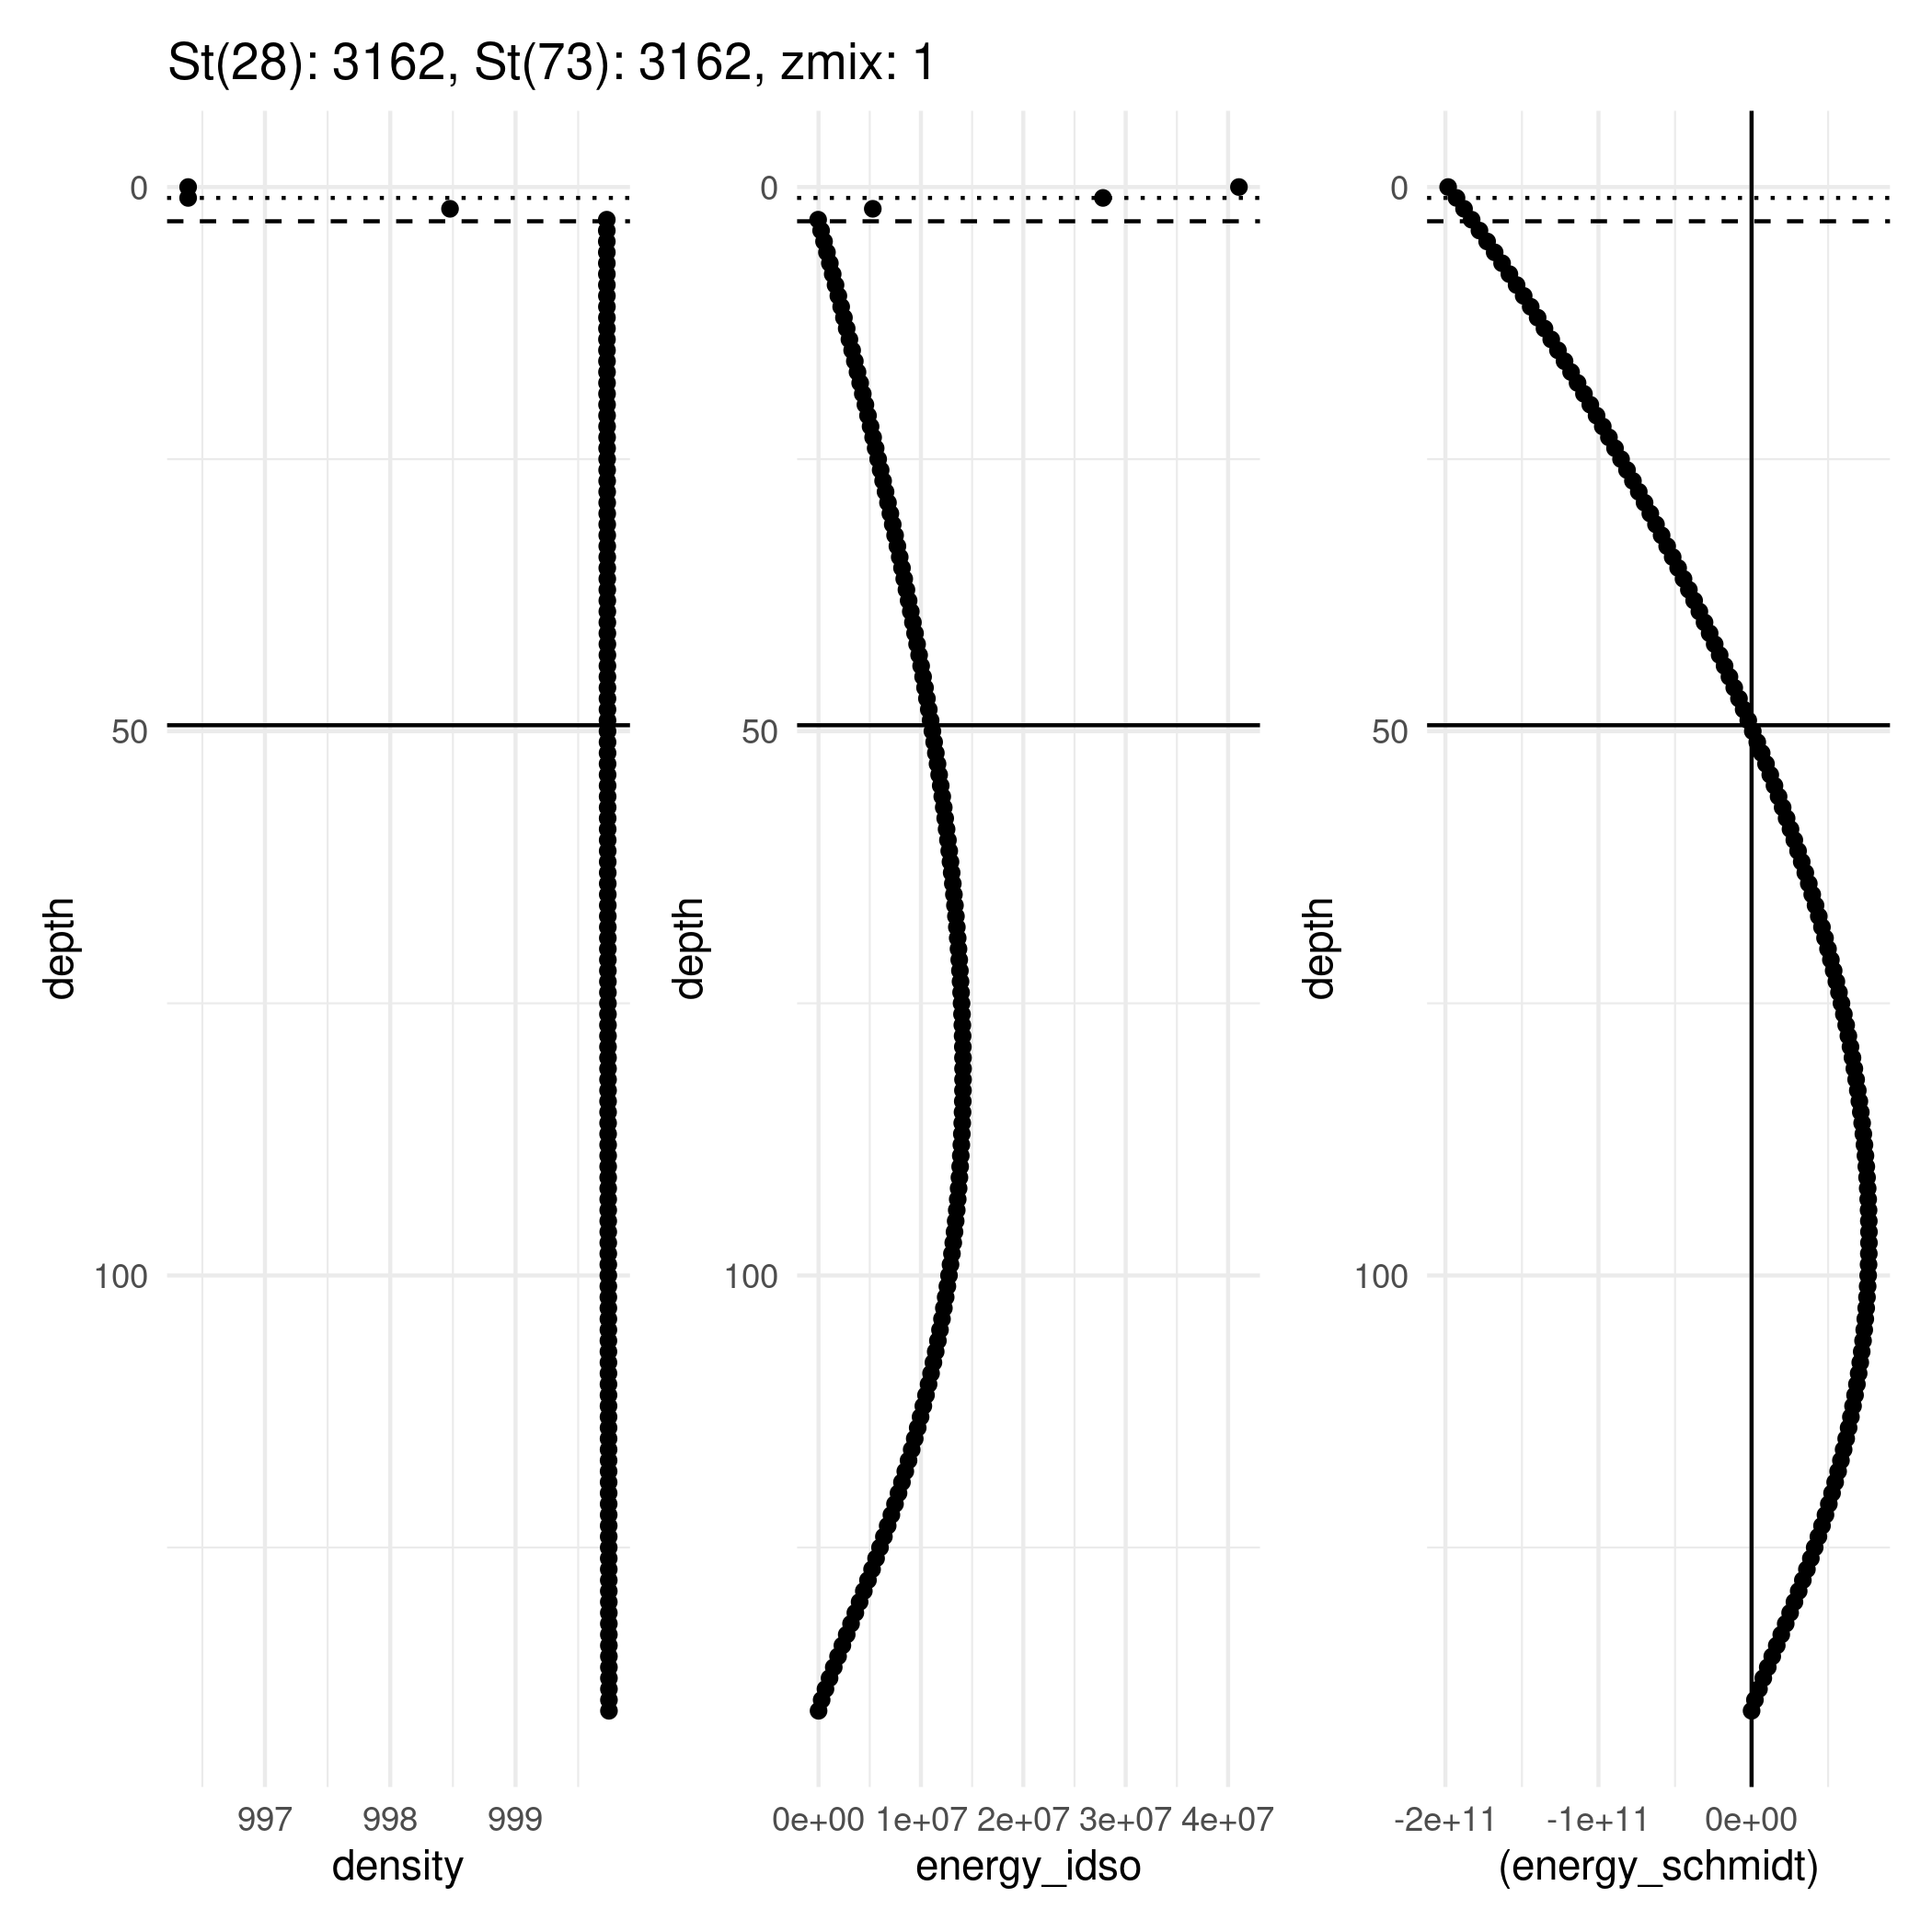 St(28): 3162, St(73): 3162, zmix: 1
0
50
100
depth
997 998 999
density
0
50
100
depth
0e+00 1e+07 2e+07 3e+07 4e+07
energy_idso
0
50
100
depth
-2e+11 -1e+11 0e+00
(energy_schmidt)